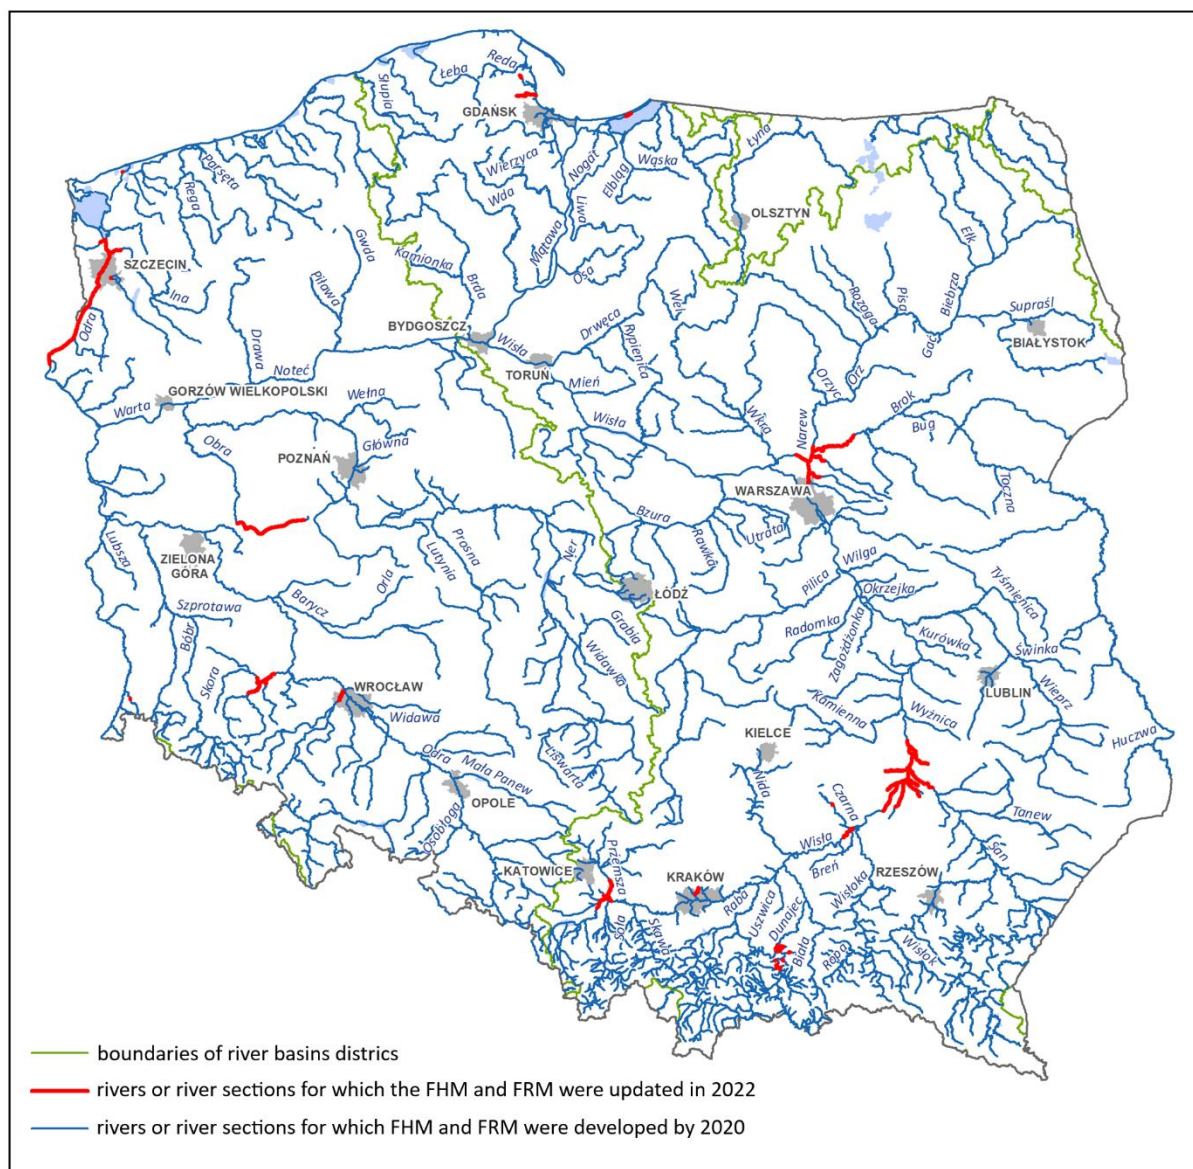 Reda
Łeba
Słupia
GDAŃSK
Łyna
Wierzyca
Nogat
Elbląg
Wąska
Parsęta
Rega
Wda
Liwa
OLSZTYN
Gwda
Mątawa
Ełk
SZCZECIN
Kamionka
Osa
Ina
Piława
Brda
Wel
Rozoga
Pisa
Biebrza
Supraśl
Odra
BYDGOSZCZ
Drwęca
Rypienica
Drawa
Wisła
Gać
BIAŁYSTOK
Noteć
TORUŃ
Mień
Orz
GORZÓW WIELKOPOLSKI
Wełna
Orzyc
Warta
Wisła
Wkra
Narew
Brok
Bug
Obra
Główna
POZNAŃ
WARSZAWA
Toczna
Bzura
Utrata
Rawka
Lubsza
ZIELONA
GÓRA
Lutynia
Prosna
Ner
Wilga
Orla
Pilica
Okrzejka
Tyśmienica
Szprotawa
Barycz
ŁÓDŹ
Bóbr
Grabia
Radomka
Zagożdżonka
Kurówka
Świnka
Skora
Widawka
WROCŁAW
LUBLIN
Wieprz
Widawa
Kamienna
Wyżnica
KIELCE
Huczwa
Odra
Mała Panew
Liswarta
Nida
OPOLE
Czarna
Tanew
Osobłoga
Przemsza
Wisła
San
KATOWICE
KRAKÓW
Breń
RZESZÓW
Raba
Uszwica
Dunajec
Wisłoka
Soła
Skawa
Biała
Ropa
Wisłok
boundaries of river basins districs
rivers or river sections for which the FHM and FRM were updated in 2022
rivers or river sections for which FHM and FRM were developed by 2020